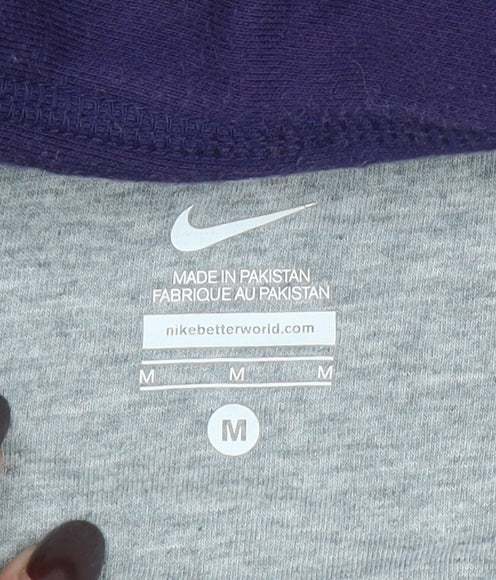 MADE IN PAKISTAN
FABRIQUE AU PAKISTAN
nikebetterworld.com
M M M
M